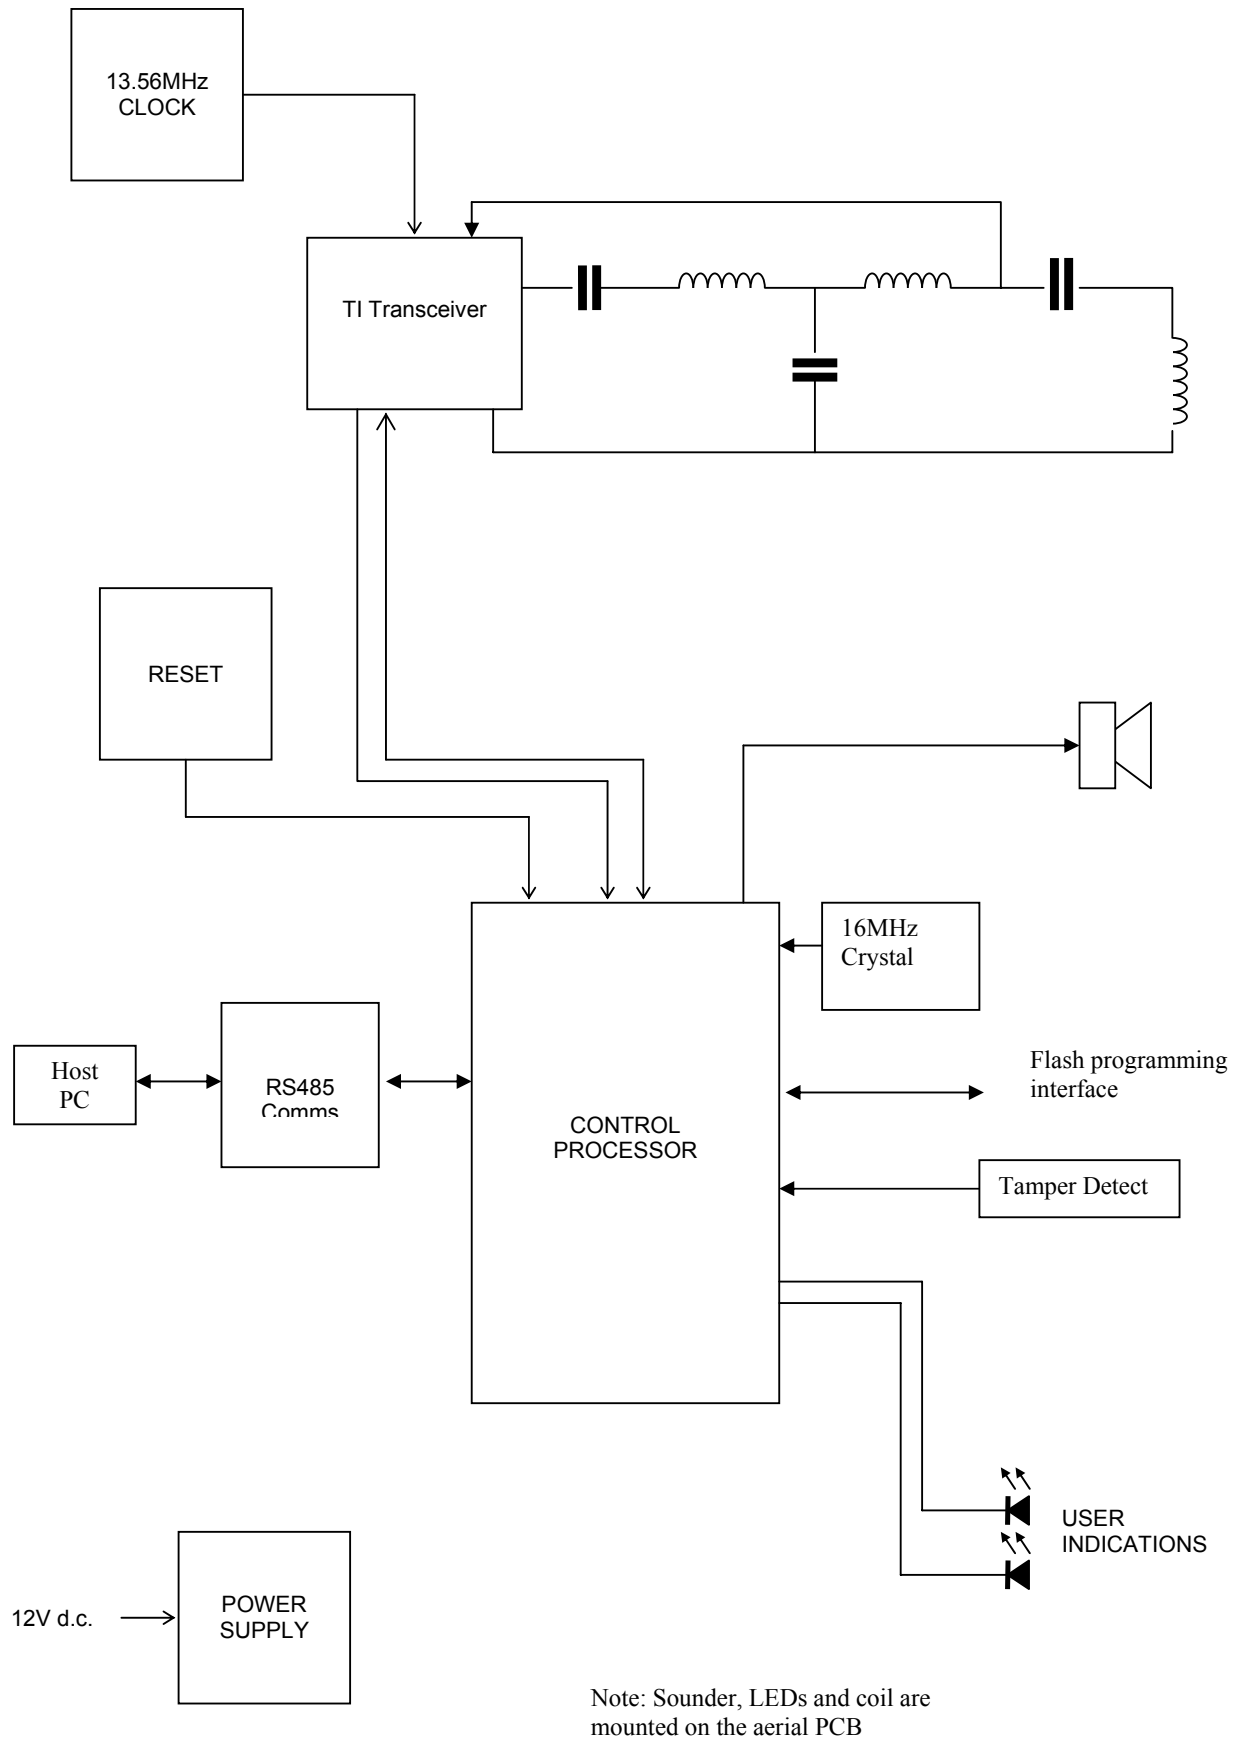 13.56MHz
CLOCK
TI Transceiver
RESET
16MHz
Crystal
Host
PC
RS485
Comms
Flash programming
interface
CONTROL
PROCESSOR
Tamper Detect
USER
INDICATIONS
12V d.c.
POWER
SUPPLY
Note: Sounder, LEDs and coil are
mounted on the aerial PCB